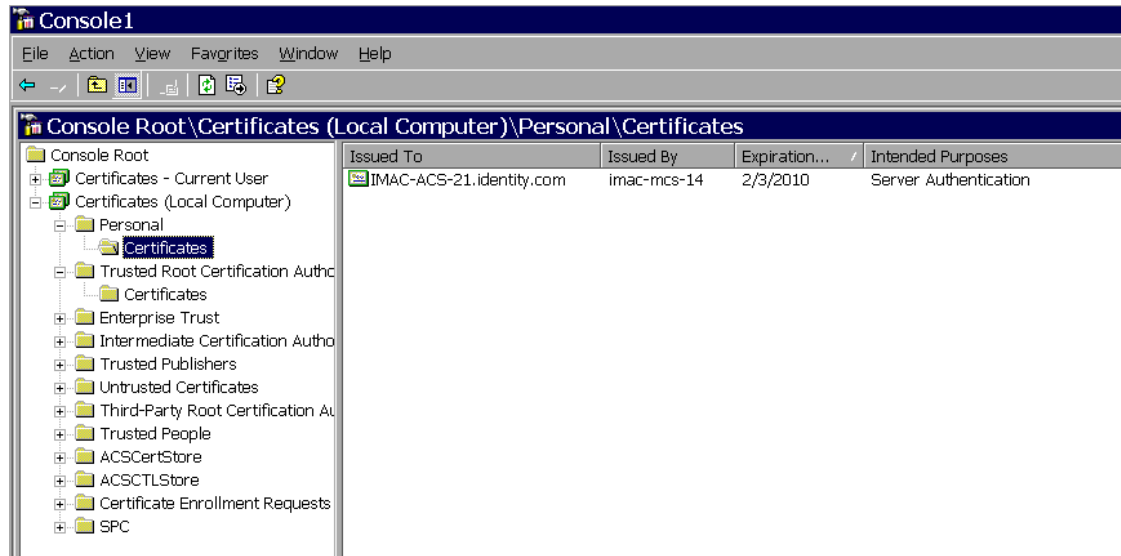 Console1
File Action View Favorites Window Help
Console Root\Certificates (Local Computer)\Personal\Certificates
Console Root
Certificates - Current User
Certificates (Local Computer)
Personal
Certificates
Trusted Root Certification Autho
Certificates
Enterprise Trust
Intermediate Certification Autho
Trusted Publishers
Untrusted Certificates
Third-Party Root Certification Au
Trusted People
ACSCertStore
ACSCTLStore
Certificate Enrollment Requests
SPC
Issued To Issued By Expiration... Intended Purposes
IMAC-ACS-21.identity.com imac-mcs-14 2/3/2010 Server Authentication